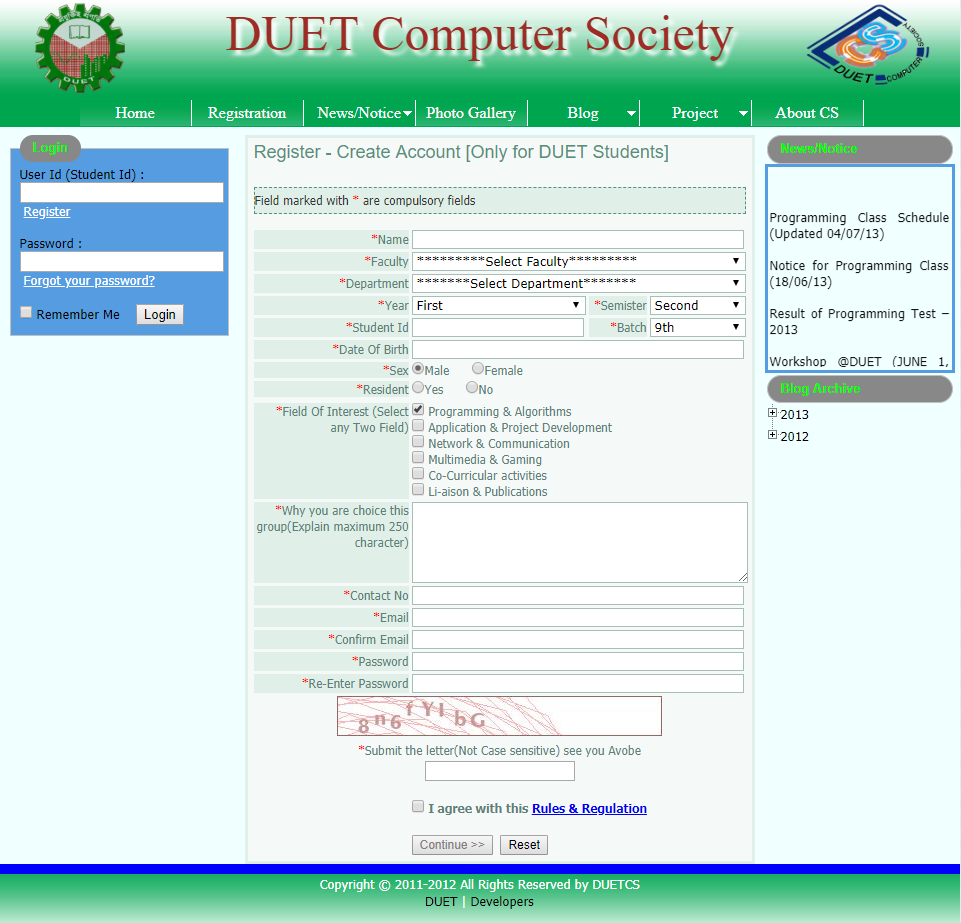 DUET Computer Society
DUET
DUET COMPUTER SOCIETY
Home Registration News/Notice Photo Gallery Blog Project About CS
Login
User Id (Student Id) :
Register
Password :
Forgot your password?
Remember Me Login
Register - Create Account [Only for DUET Students]
Field marked with * are compulsory fields
*Name
*Faculty *********Select Faculty*********
*Department *******Select Department*******
*Year First *Semister Second
*Student Id *Batch 9th
*Date Of Birth
*Sex Male Female
*Resident Yes No
*Field Of Interest (Select any Two Field)
Programming & Algorithms
Application & Project Development
Network & Communication
Multimedia & Gaming
Co-Curricular activities
Li-aison & Publications
*Why you are choice this
group(Explain maximum 250
character)
*Contact No
*Email
*Confirm Email
*Password
*Re-Enter Password
8n6fYIbG
*Submit the letter(Not Case sensitive) see you Avobe
I agree with this Rules & Regulation
Continue >> Reset
News/Notice
Programming Class Schedule
(Updated 04/07/13)
Notice for Programming Class
(18/06/13)
Result of Programming Test –
2013
Workshop @DUET (JUNE 1,
Blog Archive
2013
2012
Copyright © 2011-2012 All Rights Reserved by DUETCS
DUET | Developers